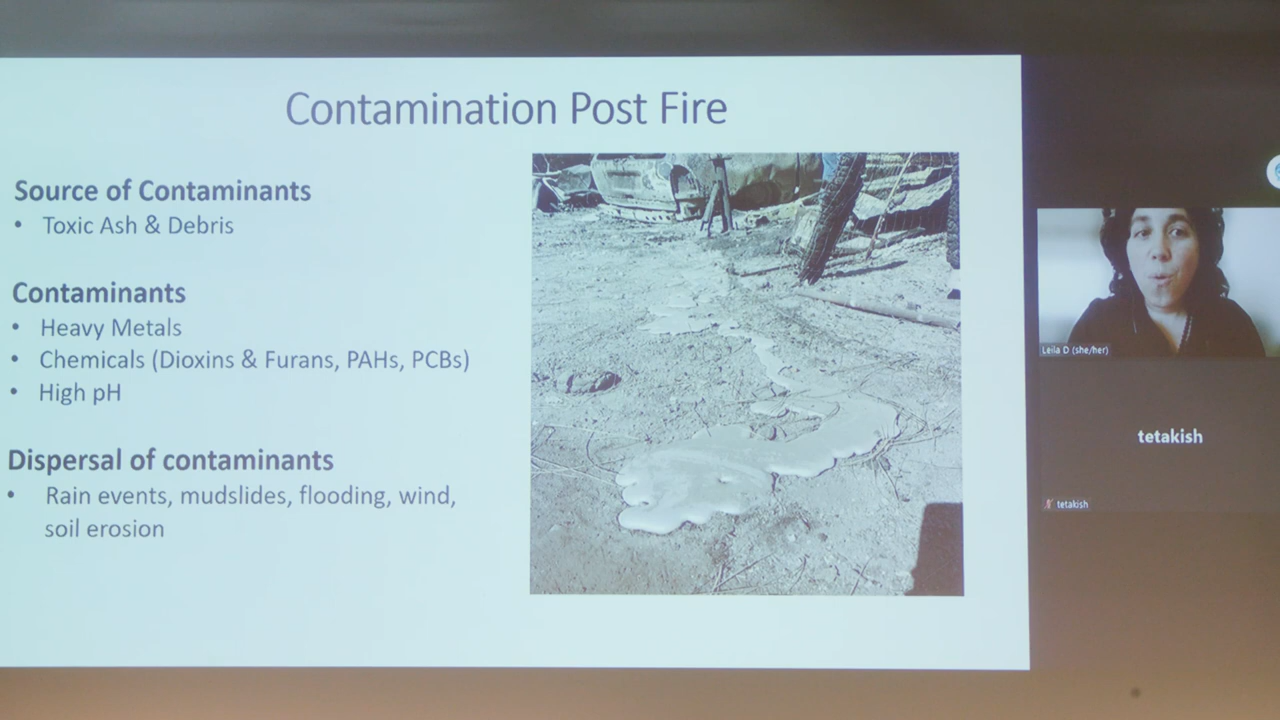 Contamination Post Fire
Source of Contaminants
• Toxic Ash & Debris
Contaminants
• Heavy Metals
• Chemicals (Dioxins & Furans, PAHs, PCBs)
• High pH
Dispersal of contaminants
• Rain events, mudslides, flooding, wind,
soil erosion
Leila D (she/her)
tetakish
tetakish